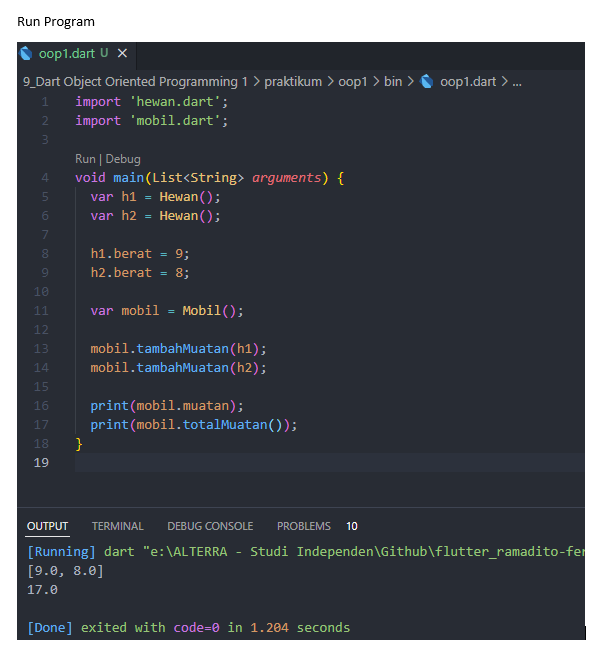 Run Program
oop1.dart U ×
9_Dart Object Oriented Programming 1 > praktikum > oop1 > bin > oop1.dart > ...
1 import 'hewan.dart';
2 import 'mobil.dart';
3
Run | Debug
4 void main(List<String> arguments) {
5 var h1 = Hewan();
6 var h2 = Hewan();
7
8 h1.berat = 9;
9 h2.berat = 8;
10
11 var mobil = Mobil();
12
13 mobil.tambahMuatan(h1);
14 mobil.tambahMuatan(h2);
15
16 print(mobil.muatan);
17 print(mobil.totalMuatan());
18 }
19
OUTPUT TERMINAL DEBUG CONSOLE PROBLEMS 10
[Running] dart "e:\ALTERRA - Studi Independen\Github\flutter_ramadito-fer
[9.0, 8.0]
17.0
[Done] exited with code=0 in 1.204 seconds